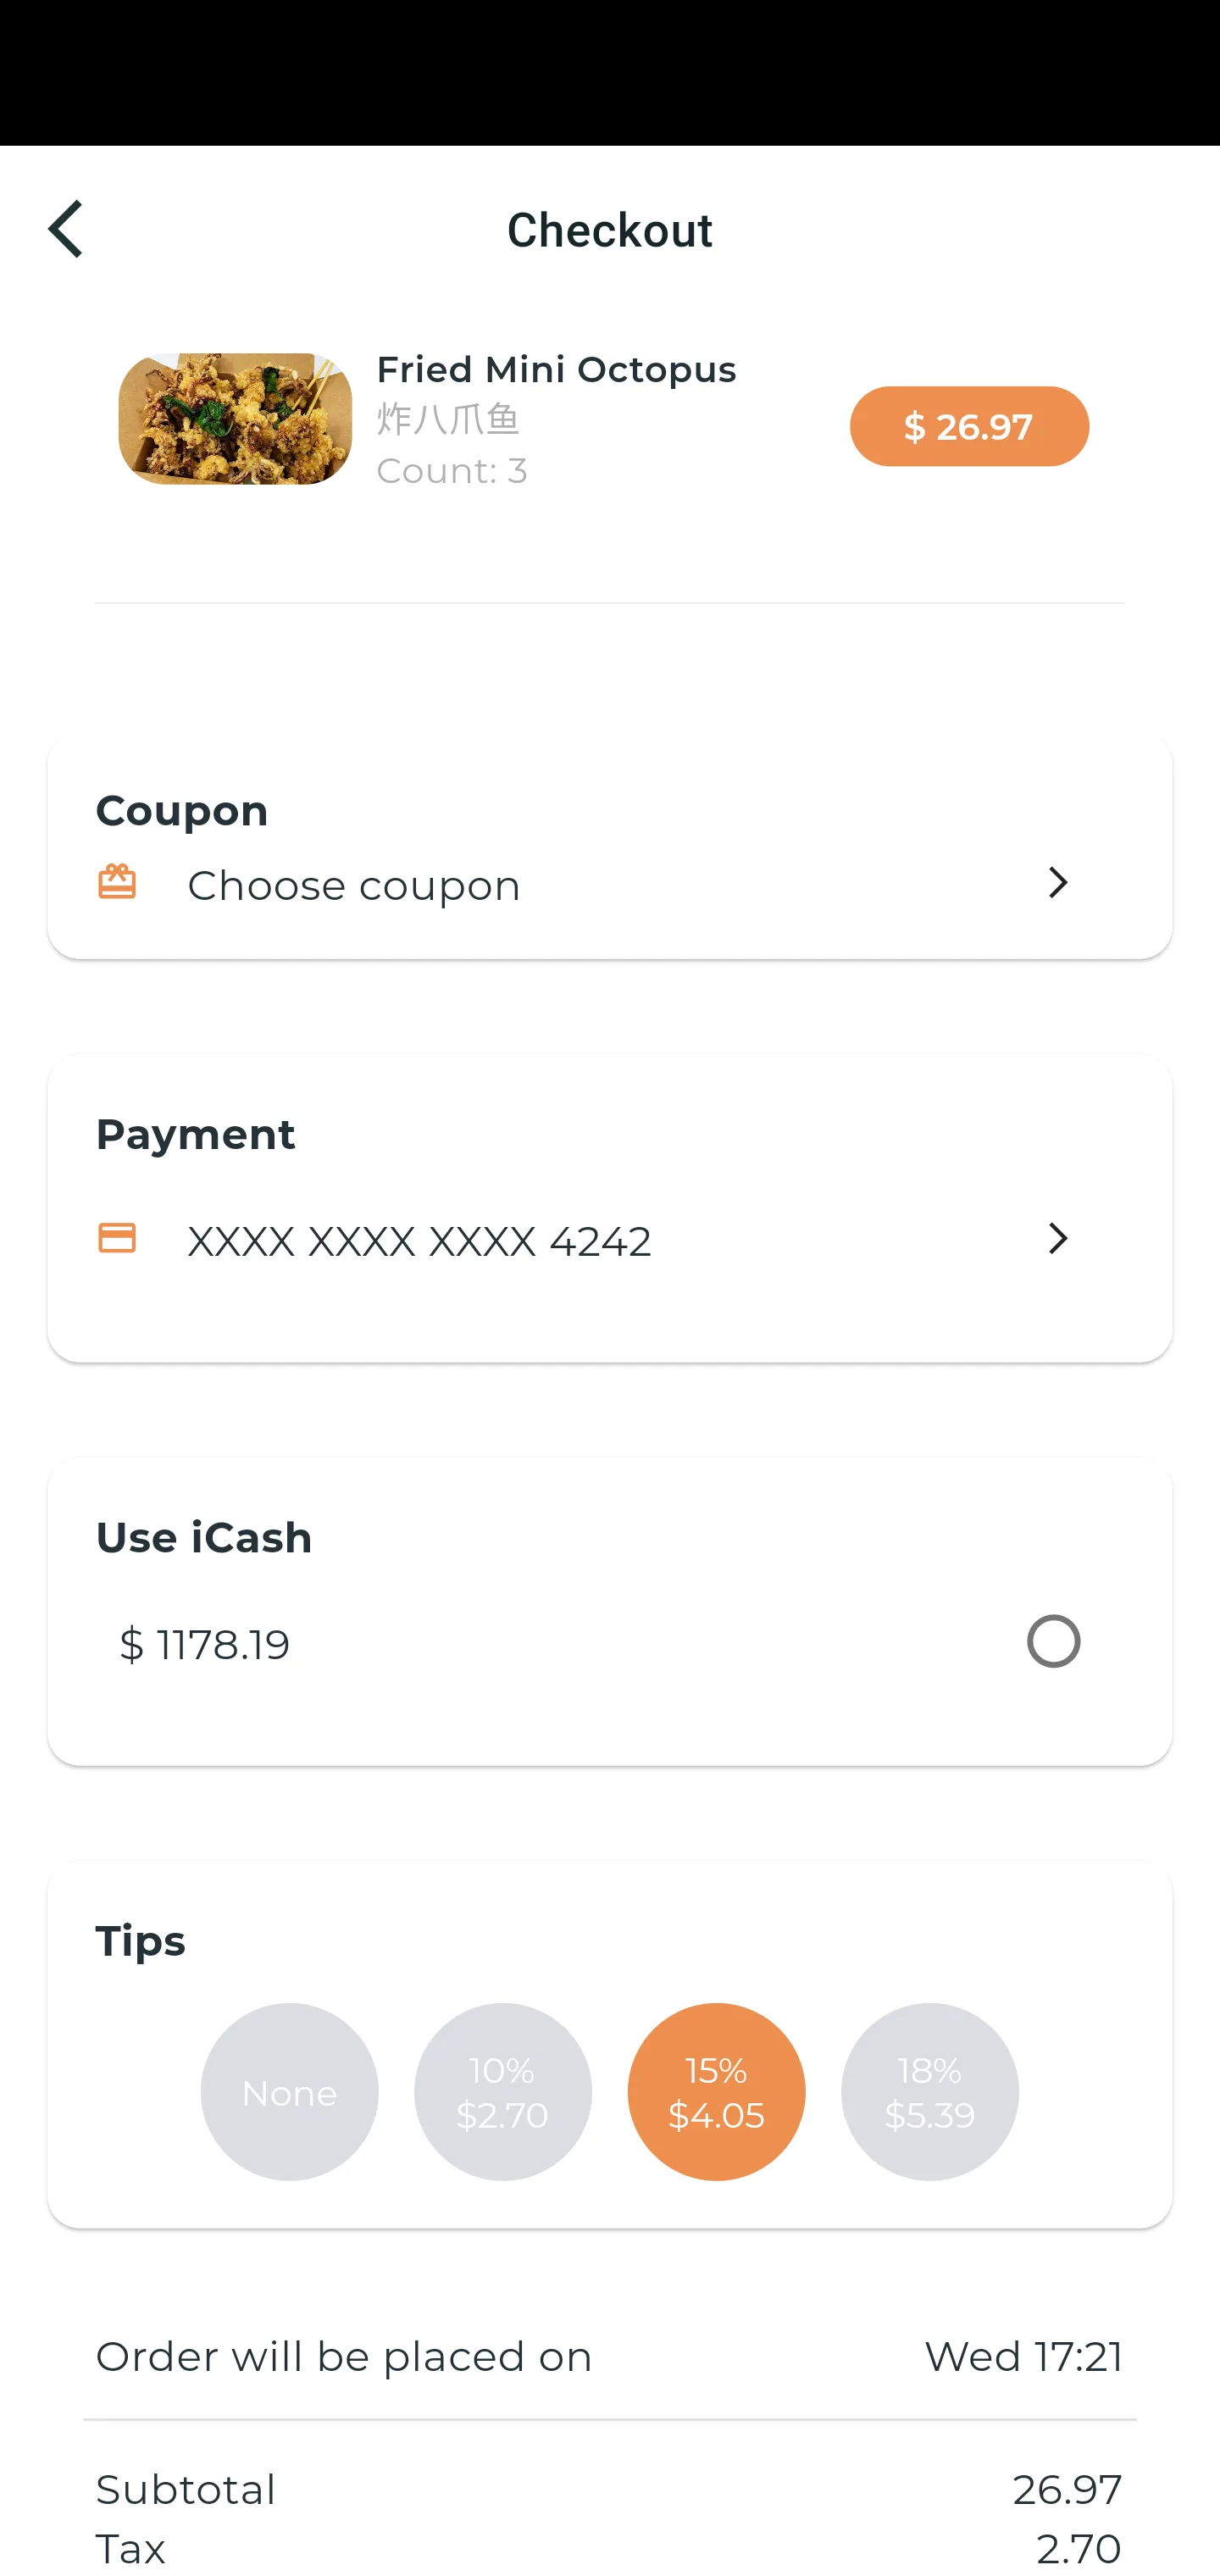 Checkout
Fried Mini Octopus
炸八爪鱼
Count: 3
$ 26.97
Coupon
Choose coupon
Payment
XXXX XXXX XXXX 4242
Use iCash
$ 1178.19
Tips
None
10%
$2.70
15%
$4.05
18%
$5.39
Order will be placed on Wed 17:21
Subtotal 26.97
Tax 2.70